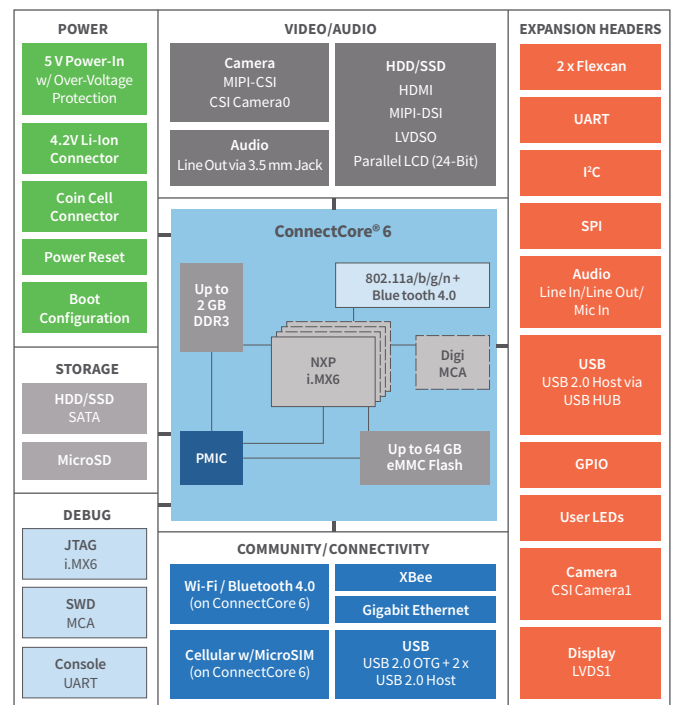 POWER
5 V Power-In
w/ Over-Voltage
Protection
4.2V Li-Ion
Connector
Coin Cell
Connector
Power Reset
Boot
Configuration
STORAGE
HDD/SSD
SATA
MicroSD
DEBUG
JTAG
i.MX6
SWD
MCA
Console
UART
VIDEO/AUDIO
Camera
MIPI-CSI
CSI Camera0
Audio
Line Out via 3.5 mm Jack
HDD/SSD
HDMI
MIPI-DSI
LVDSO
Parallel LCD (24-Bit)
ConnectCore® 6
Up to
2 GB
DDR3
802.11a/b/g/n +
Blue tooth 4.0
NXP
i.MX6
Digi
MCA
PMIC
Up to 64 GB
eMMC Flash
COMMUNITY/CONNECTIVITY
Wi-Fi / Bluetooth 4.0
(on ConnectCore 6)
XBee
Gigabit Ethernet
Cellular w/MicroSIM
(on ConnectCore 6)
USB
USB 2.0 OTG + 2 x
USB 2.0 Host
EXPANSION HEADERS
2 x Flexcan
UART
I²C
SPI
Audio
Line In/Line Out/
Mic In
USB
USB 2.0 Host via
USB HUB
GPIO
User LEDs
Camera
CSI Camera1
Display
LVDS1